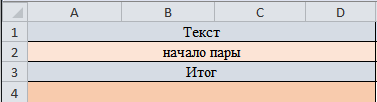 A B C D
1 Текст
2 начало пары
3 Итог
4